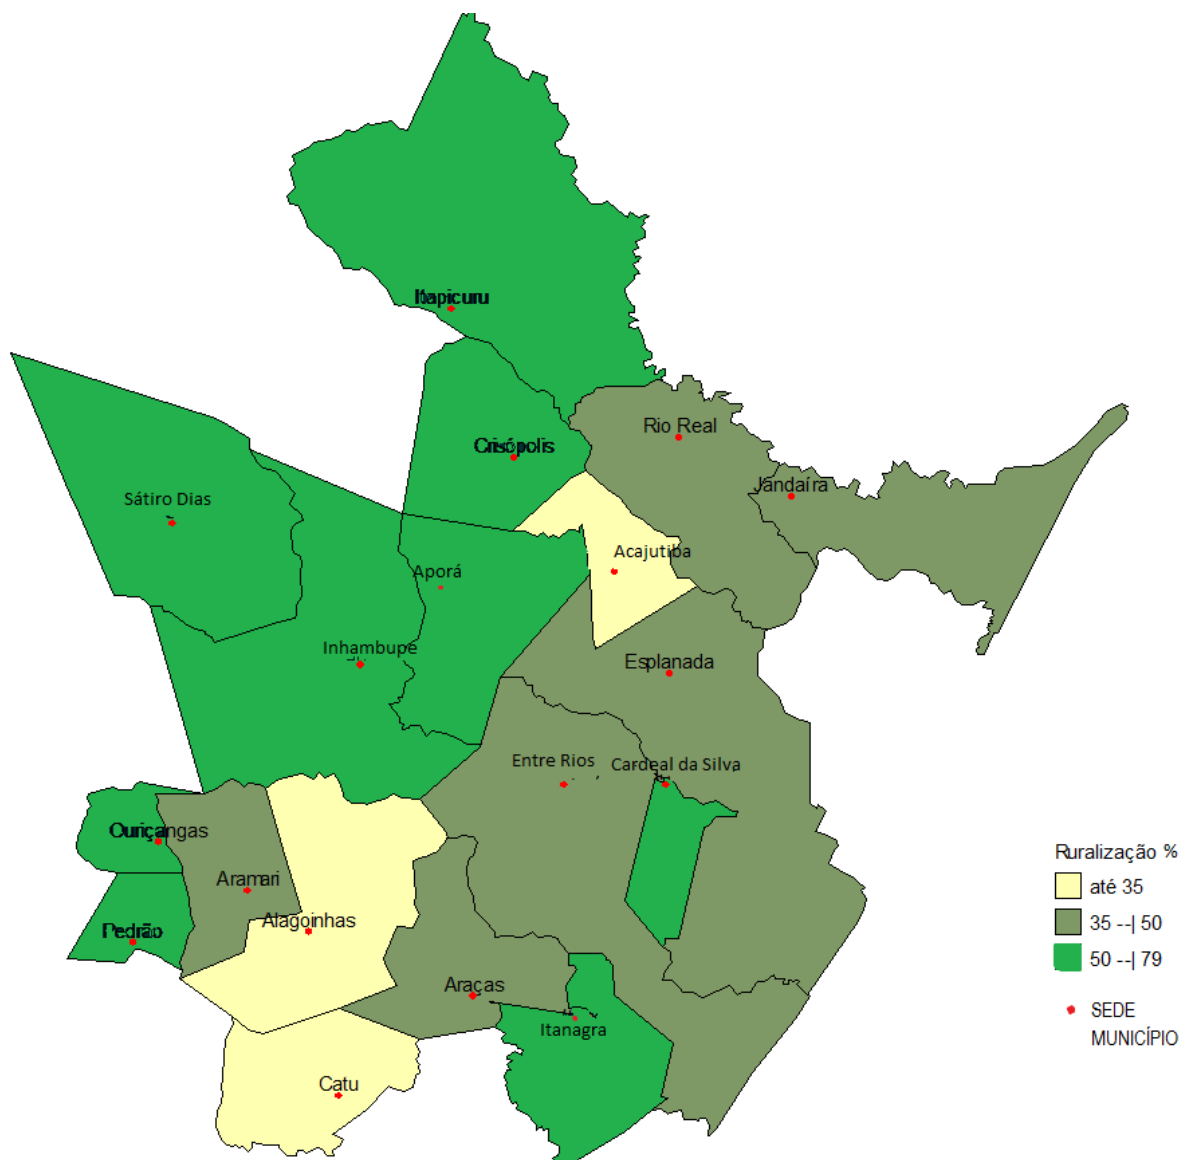 Itapicuru
Rio Real
Crisópolis
Jandaíra
Sátiro Dias
Acajutiba
Aporá
Inhambupe
Esplanada
Entre Rios
Cardeal da Silva
Ouriçangas
Aramari
Alagoinhas
Pedrão
Araças
Itanagra
Catu
Ruralização %
até 35
35 --| 50
50 --| 79
SEDE
MUNICÍPIO